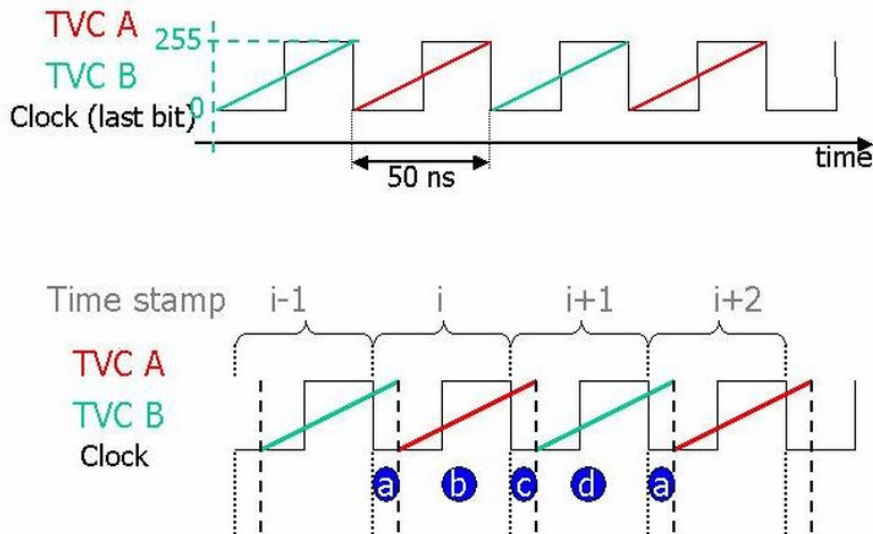 TVC A
255
TVC B
Clock (last bit)
0
time
50 ns
Time stamp i-1 i i+1 i+2
TVC A
TVC B
Clock
a b c d a